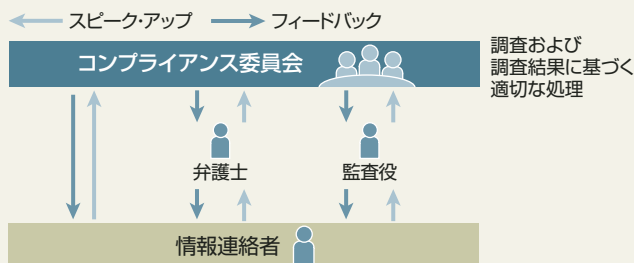 スピーク・アップ
フィードバック
コンプライアンス委員会
調査および
調査結果に基づく
適切な処理
弁護士
監査役
情報連絡者